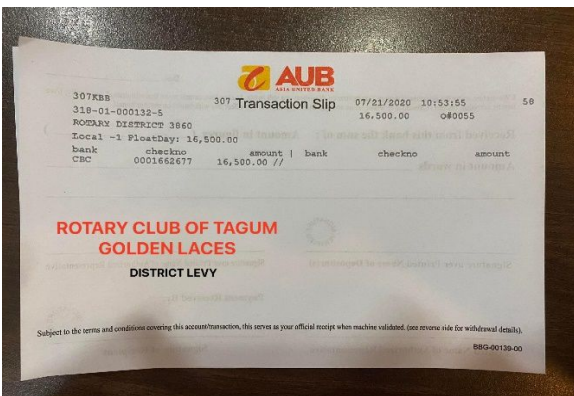 AUB
ASIA UNITED BANK
307KBB 307 Transaction Slip 07/21/2020 10:53:55 58
318-01-000132-5 16,500.00 O#0055
ROTARY DISTRICT 3860
Local -1 FloatDay: 16,500.00
bank checkno amount | bank checkno amount
CBC 0001662677 16,500.00 //
ROTARY CLUB OF TAGUM
GOLDEN LACES
DISTRICT LEVY
Subject to the terms and conditions covering this account/transaction, this serves as your official receipt when machine validated. (see reverse side for withdrawal details).
BBG-00139-00